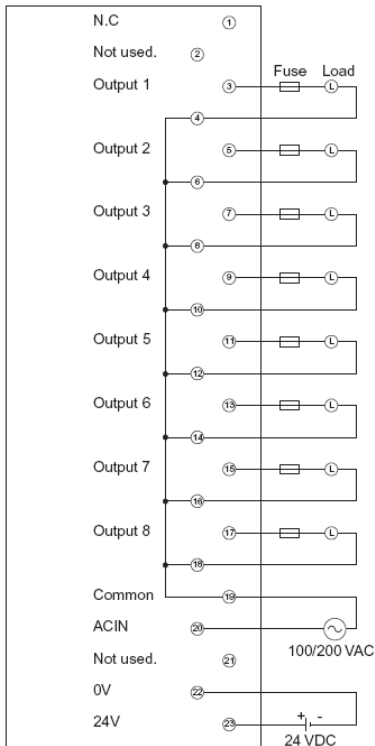 N.C 1
Not used. 2
Fuse Load
Output 1 3 L
4
Output 2 5 L
6
Output 3 7 L
8
Output 4 9 L
10
Output 5 11 L
12
Output 6 13 L
14
Output 7 15 L
16
Output 8 17 L
18
Common 19
ACIN 20
100/200 VAC
Not used. 21
0V 22
24V 23 + -
24 VDC